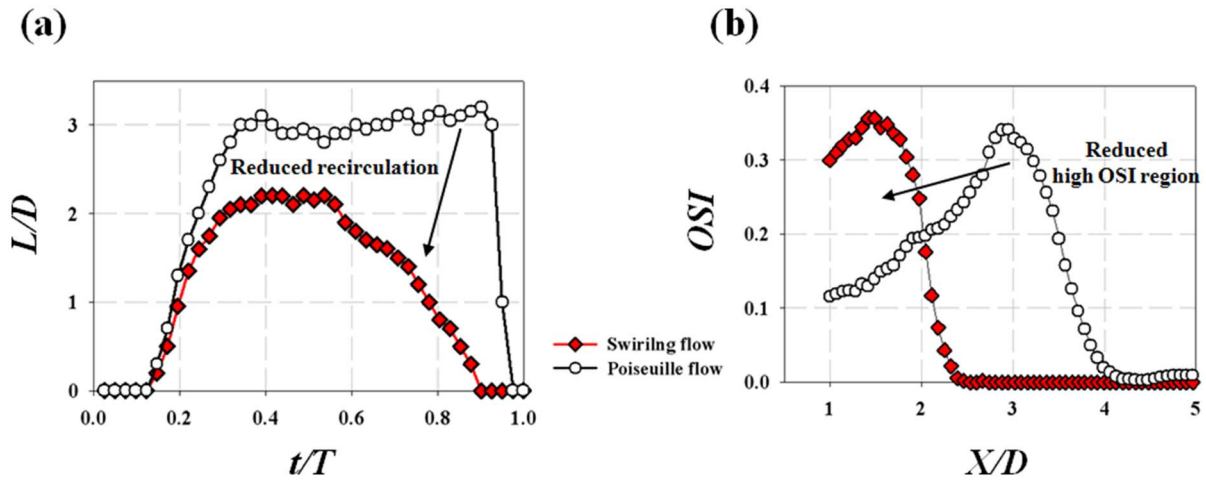 (a)
L/D
3
2
1
0
Reduced recirculation
0.0 0.2 0.4 0.6 0.8 1.0
t/T
Swirilng flow
Poiseuille flow
(b)
OSI
0.4
0.3
0.2
0.1
0.0
Reduced
high OSI region
1 2 3 4 5
X/D